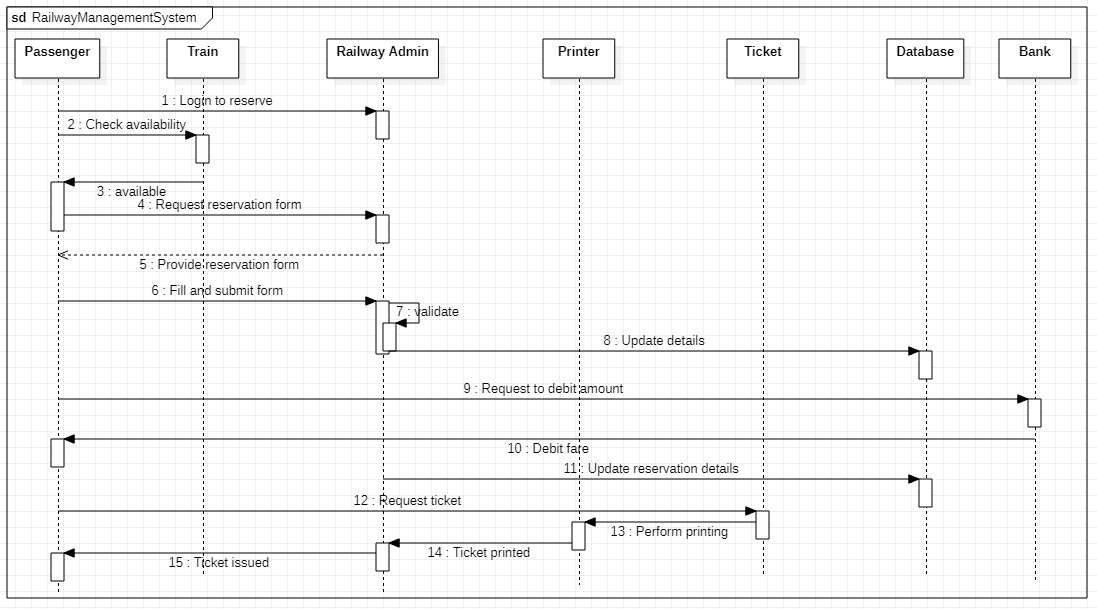 sd RailwayManagementSystem
Passenger
Train
Railway Admin
Printer
Ticket
Database
Bank
1 : Login to reserve
2 : Check availability
3 : available
4 : Request reservation form
5 : Provide reservation form
6 : Fill and submit form
7 : validate
8 : Update details
9 : Request to debit amount
10 : Debit fare
11 : Update reservation details
12 : Request ticket
13 : Perform printing
14 : Ticket printed
15 : Ticket issued